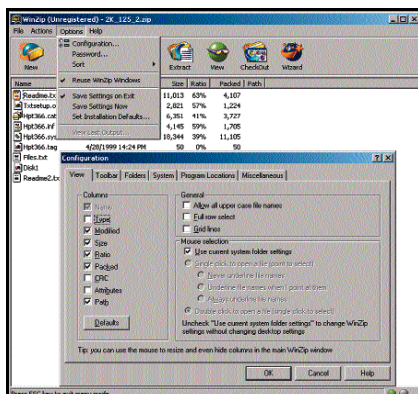 WinZip (Unregistered) - 2K_125_2.zip
File Actions Options Help
Configuration...
Password...
Sort
Reuse WinZip Windows
Save Settings on Exit
Save Settings Now
Set Installation Defaults...
View Last Output...
New Extract View CheckOut Wizard
Name Size Ratio Packed Path
Readme.tx 11,013 63% 4,107
Txtsetup.o 2,821 57% 1,224
Hpt366.cat 6,351 41% 3,727
Hpt366.inf 4,145 59% 1,705
Hpt366.sys 18,344 39% 11,105
Hpt366.tag 4/28/1999 14:24 PM 50 0% 50
Files.txt
Disk1
Readme2.tx
Configuration
View Toolbar Folders System Program Locations Miscellaneous
Columns
Name
Type
Modified
Size
Ratio
Packed
CRC
Attributes
Path
Defaults
General
Allow all upper case file names
Full row select
Grid lines
Mouse selection
Use current system folder settings
Single click to open a file (point to select)
Never underline file names
Underline file names when I point at them
Always underline file names
Double click to open a file (single click to select)
Uncheck "Use current system folder settings" to change WinZip
settings without changing desktop settings
Tip: you can use the mouse to resize and even hide columns in the main WinZip window
OK Cancel Help